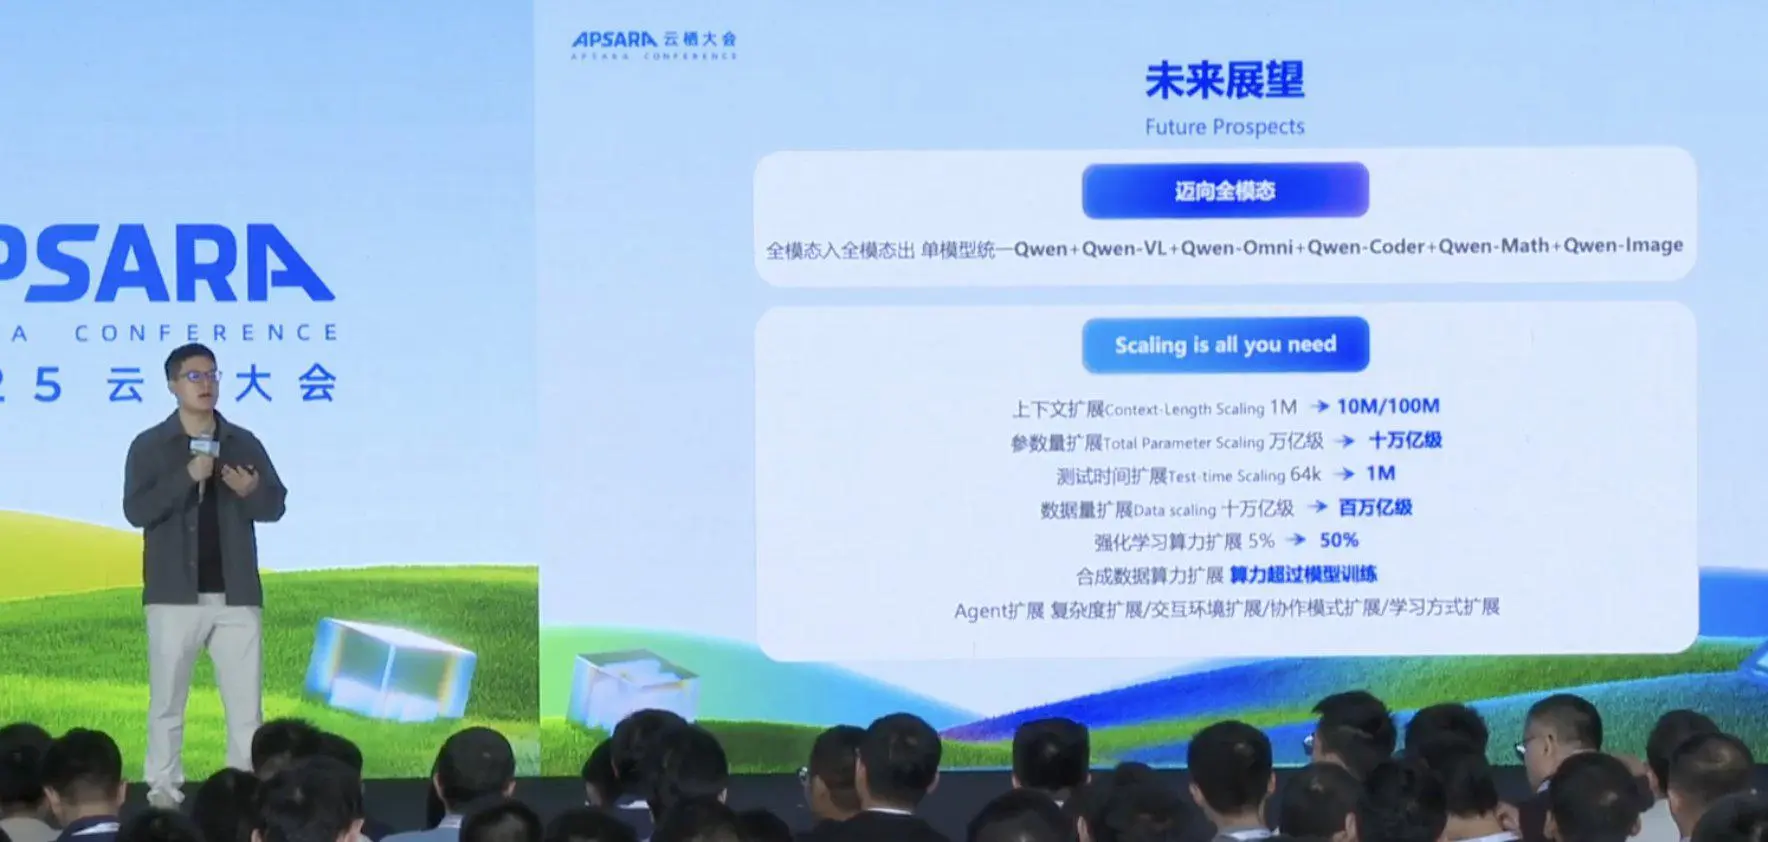 APSARA 云栖大会
APSARA CONFERENCE
未来展望
Future Prospects
迈向全模态
全模态入全模态出 单模型统一Qwen+Qwen-VL+Qwen-Omni+Qwen-Coder+Qwen-Math+Qwen-Image
Scaling is all you need
上下文扩展Context-Length Scaling 1M → 10M/100M
参数量扩展Total Parameter Scaling 万亿级 → 十万亿级
测试时间扩展Test-time Scaling 64k → 1M
数据量扩展Data scaling 十万亿级 → 百万亿级
强化学习算力扩展 5% → 50%
合成数据算力扩展 算力超过模型训练
Agent扩展 复杂度扩展/交互环境扩展/协作模式扩展/学习方式扩展
PSARA
A CONFERENCE
25 云 大会